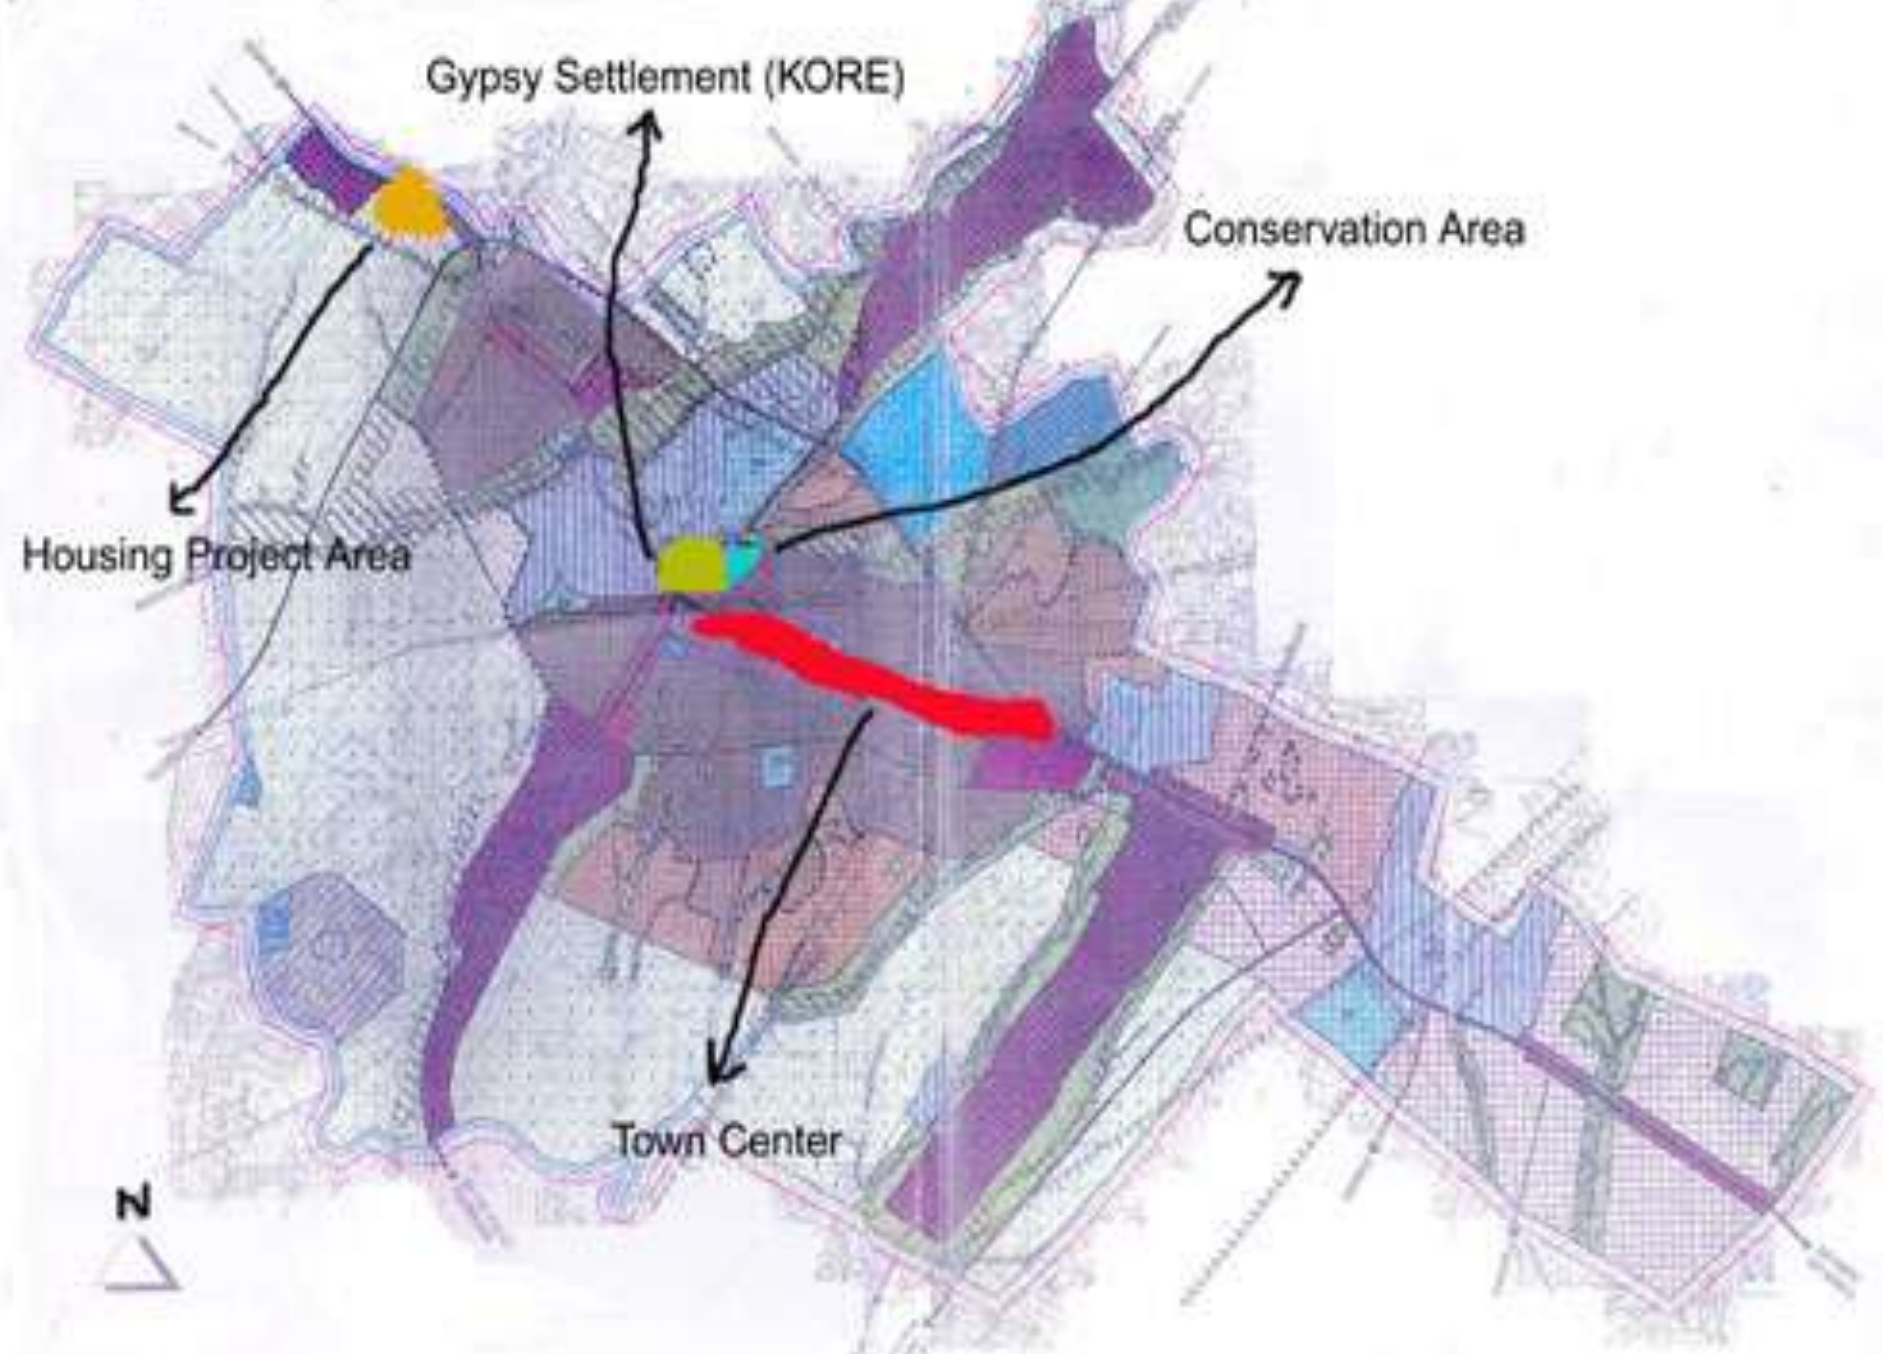 Gypsy Settlement (KORE)
Conservation Area
Housing Project Area
Town Center
N